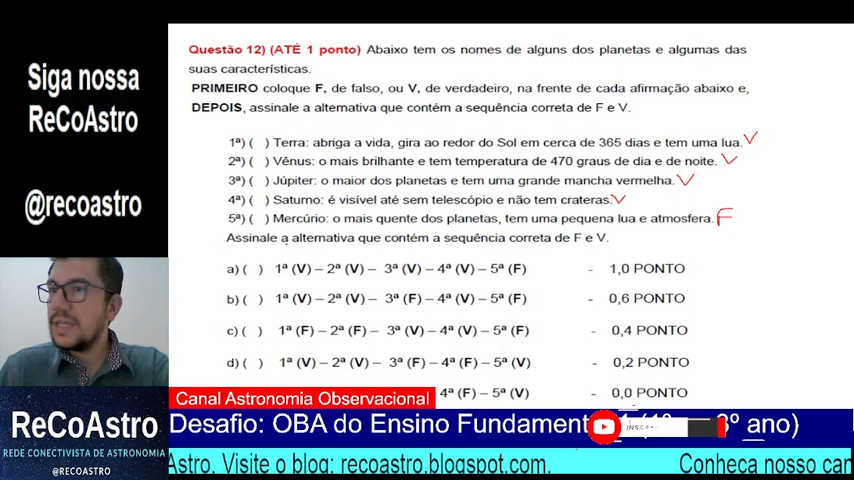 Siga nossa
ReCoAstro
@recoastro
Questão 12) (ATÉ 1 ponto) Abaixo tem os nomes de alguns dos planetas e algumas das
suas características.
PRIMEIRO coloque F, de falso, ou V, de verdadeiro, na frente de cada afirmação abaixo e,
DEPOIS, assinale a alternativa que contém a sequência correta de F e V.
1ª) ( ) Terra: abriga a vida, gira ao redor do Sol em cerca de 365 dias e tem uma lua. V
2ª) ( ) Vênus: o mais brilhante e tem temperatura de 470 graus de dia e de noite. V
3ª) ( ) Júpiter: o maior dos planetas e tem uma grande mancha vermelha. V
4ª) ( ) Saturno: é visível até sem telescópio e não tem crateras. V
5ª) ( ) Mercúrio: o mais quente dos planetas, tem uma pequena lua e atmosfera. F
Assinale a alternativa que contém a sequência correta de F e V.
a) ( ) 1ª (V) – 2ª (V) – 3ª (V) – 4ª (V) – 5ª (F) - 1,0 PONTO
b) ( ) 1ª (V) – 2ª (V) – 3ª (F) – 4ª (V) – 5ª (F) - 0,6 PONTO
c) ( ) 1ª (F) – 2ª (F) – 3ª (V) – 4ª (V) – 5ª (F) - 0,4 PONTO
d) ( ) 1ª (V) – 2ª (V) – 3ª (F) – 4ª (F) – 5ª (V) - 0,2 PONTO
4ª (F) – 5ª (V) - 0,0 PONTO
Canal Astronomia Observacional
ReCoAstro
REDE CONECTIVISTA DE ASTRONOMIA
@RECOASTRO
Desafio: OBA do Ensino Fundament 3º ano)
Astro. Visite o blog: recoastro.blogspot.com. Conheça nosso can